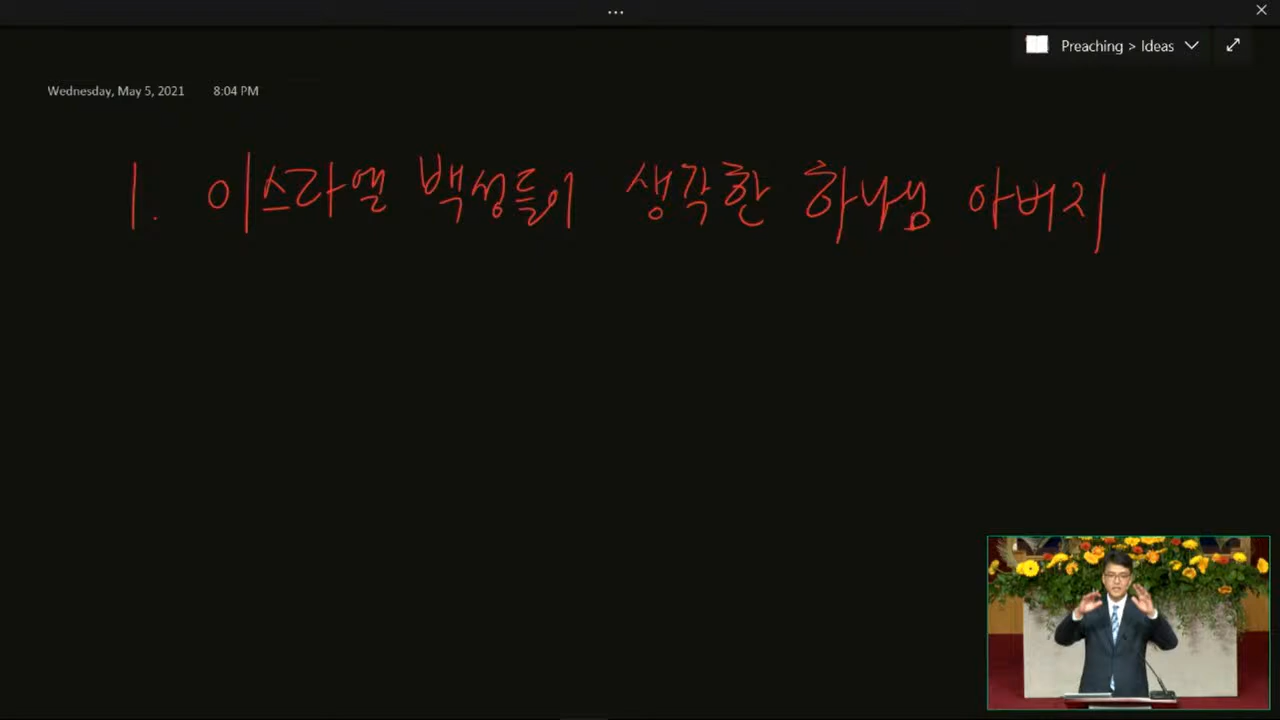 ...
Preaching > Ideas
Wednesday, May 5, 2021 8:04 PM
1. 이스라엘 백성들이 생각한 하나님 아버지